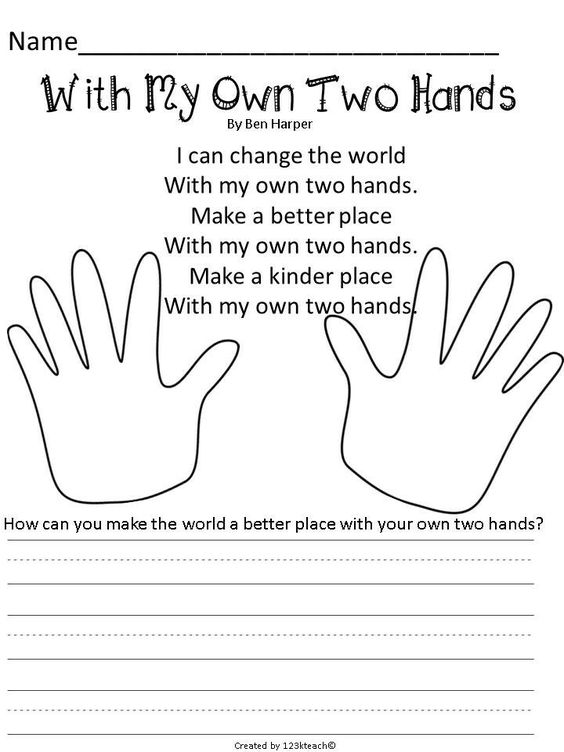 Name______________________________
With My Own Two Hands
By Ben Harper
I can change the world
With my own two hands.
Make a better place
With my own two hands.
Make a kinder place
With my own two hands.
How can you make the world a better place with your own two hands?
Created by 123kteach©